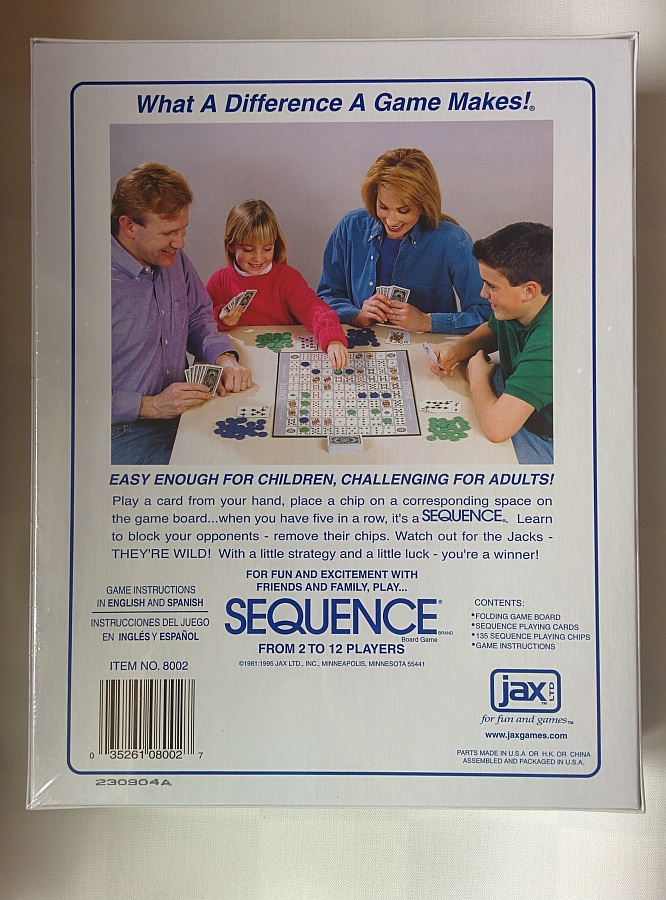 What A Difference A Game Makes!®
EASY ENOUGH FOR CHILDREN, CHALLENGING FOR ADULTS!
Play a card from your hand, place a chip on a corresponding space on
the game board...when you have five in a row, it's a SEQUENCE®. Learn
to block your opponents - remove their chips. Watch out for the Jacks -
THEY'RE WILD! With a little strategy and a little luck - you're a winner!
FOR FUN AND EXCITEMENT WITH
FRIENDS AND FAMILY, PLAY...
SEQUENCE® BRAND
Board Game
FROM 2 TO 12 PLAYERS
©1981:1995 JAX LTD., INC., MINNEAPOLIS, MINNESOTA 55441
GAME INSTRUCTIONS
IN ENGLISH AND SPANISH
INSTRUCCIONES DEL JUEGO
EN INGLÉS Y ESPAÑOL
ITEM NO. 8002
0 35261 08002 7
230904A
CONTENTS:
•FOLDING GAME BOARD
•SEQUENCE PLAYING CARDS
•135 SEQUENCE PLAYING CHIPS
•GAME INSTRUCTIONS
jax LTD™
for fun and games™
www.jaxgames.com
PARTS MADE IN U.S.A OR H.K. OR CHINA
ASSEMBLED AND PACKAGED IN U.S.A.